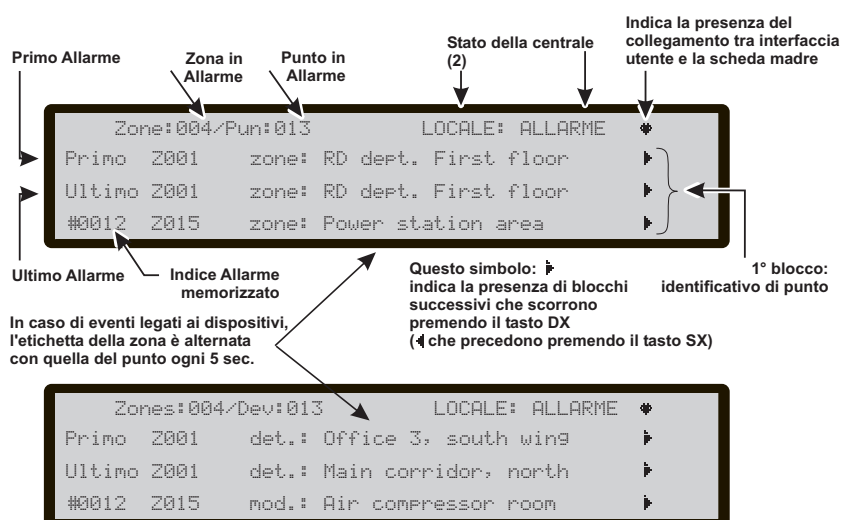 Indica la presenza del
collegamento tra interfaccia
utente e la scheda madre
Stato della centrale
(2)
Primo Allarme
Zona in
Allarme
Punto in
Allarme
Zone:004/Pun:013 LOCALE: ALLARME
Primo Z001 zone: RD dept. First floor
Ultimo Z001 zone: RD dept. First floor
#0012 Z015 zone: Power station area
Ultimo Allarme
Indice Allarme
memorizzato
Questo simbolo:
indica la presenza di blocchi
successivi che scorrono
premendo il tasto DX
( che precedono premendo il tasto SX)
1° blocco:
identificativo di punto
In caso di eventi legati ai dispositivi,
l'etichetta della zona è alternata
con quella del punto ogni 5 sec.
Zones:004/Dev:013 LOCALE: ALLARME
Primo Z001 det.: Office 3, south wing
Ultimo Z001 det.: Main corridor, north
#0012 Z015 mod.: Air compressor room